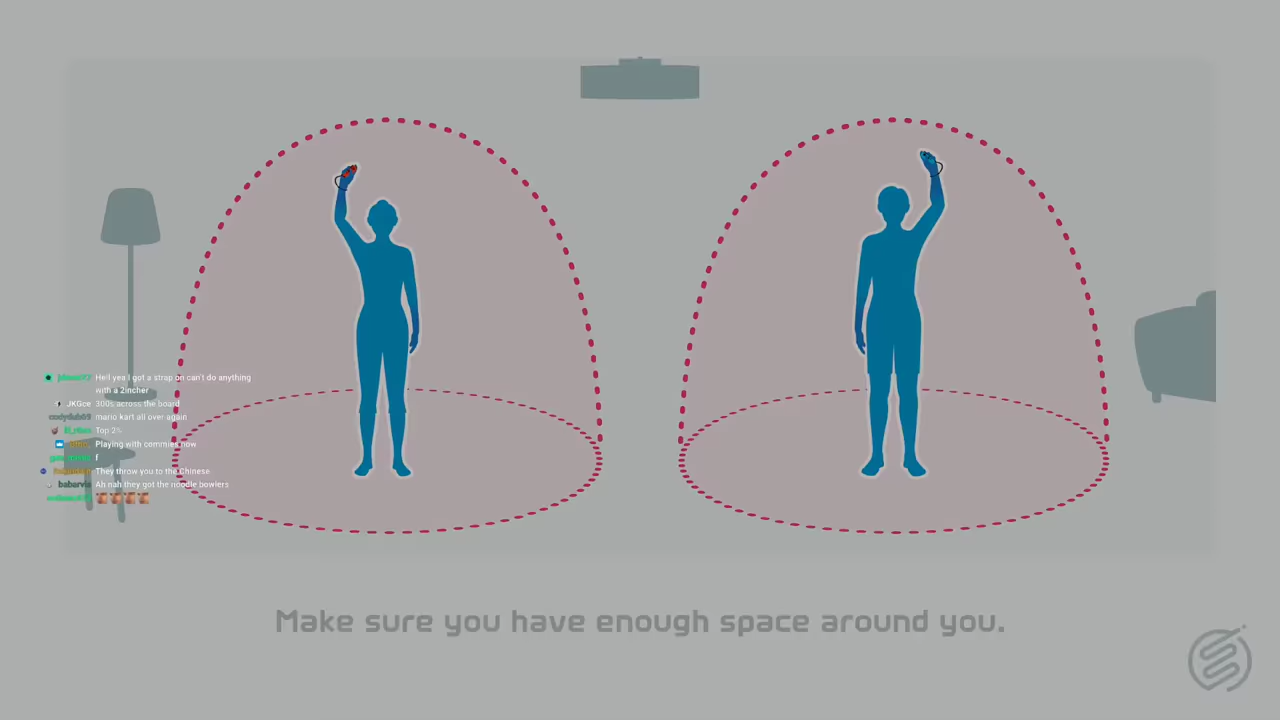 Hell yea I got a strap on can't do anything
with a 2incher
JKGce 300s across the board
mario kart all over again
Top 2%
Playing with commies now
f
They throw you to the Chinese
babarvis Ah nah they got the noodle bowlers
Make sure you have enough space around you.